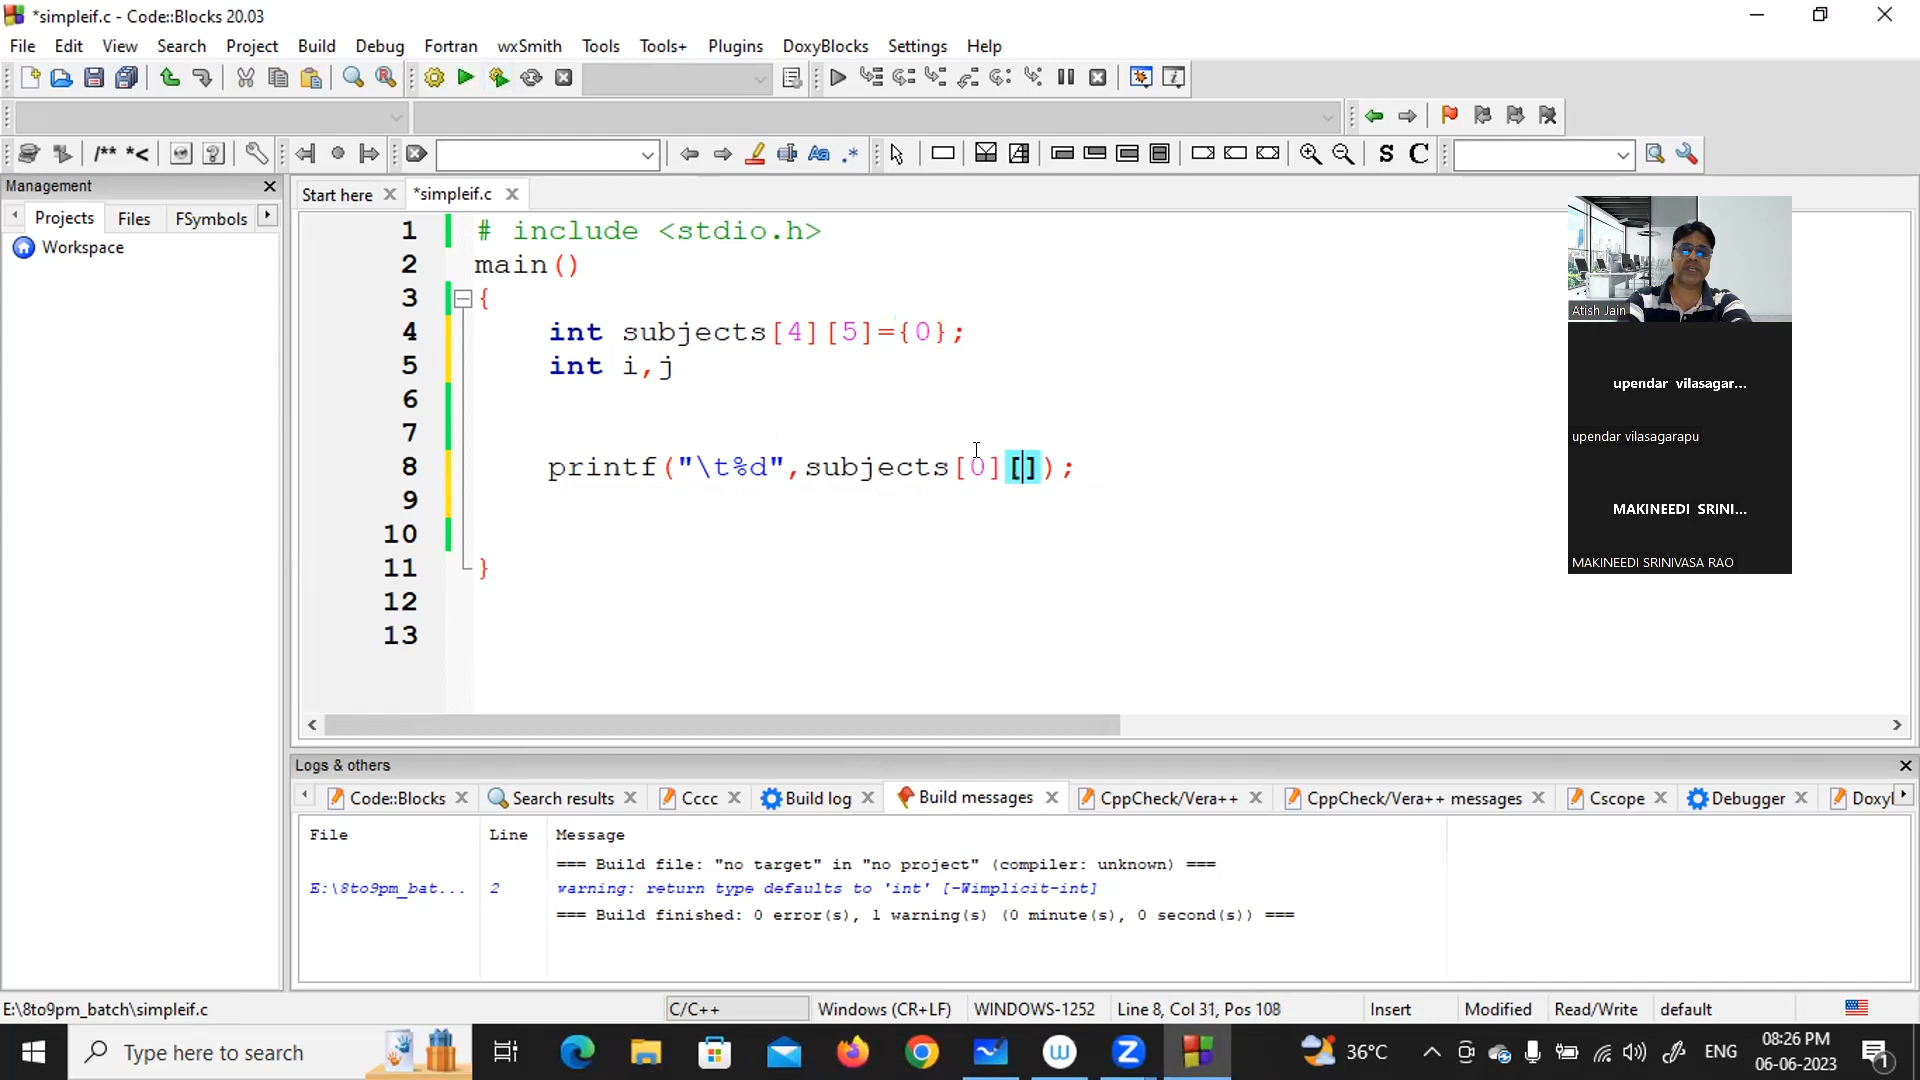 *simpleif.c - Code::Blocks 20.03
File Edit View Search Project Build Debug Fortran wxSmith Tools Tools+ Plugins DoxyBlocks Settings Help
/** *<
Aa .* S C
Management
Projects Files FSymbols
Workspace
Start here *simpleif.c
1 # include <stdio.h>
2 main()
3 {
4 int subjects[4][5]={0};
5 int i,j
6
7
8 printf("\t%d",subjects[0][]);
9
10
11 }
12
13
Atish Jain
upendar vilasagar...
upendar vilasagarapu
MAKINEEDI SRINI...
MAKINEEDI SRINIVASA RAO
Logs & others
Code::Blocks Search results Cccc Build log Build messages CppCheck/Vera++ CppCheck/Vera++ messages Cscope Debugger Doxyl
File Line Message
=== Build file: "no target" in "no project" (compiler: unknown) ===
E:\8to9pm_bat... 2 warning: return type defaults to 'int' [-Wimplicit-int]
=== Build finished: 0 error(s), 1 warning(s) (0 minute(s), 0 second(s)) ===
E:\8to9pm_batch\simpleif.c C/C++ Windows (CR+LF) WINDOWS-1252 Line 8, Col 31, Pos 108 Insert Modified Read/Write default
Type here to search 36°C ENG 08:26 PM
06-06-2023 1